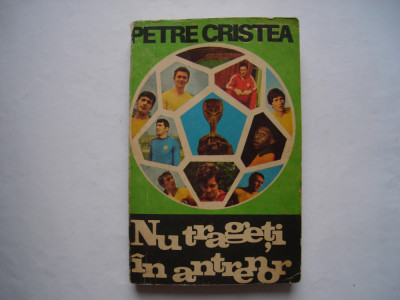 PETRE CRISTEA
Nu trageți
în antrenor